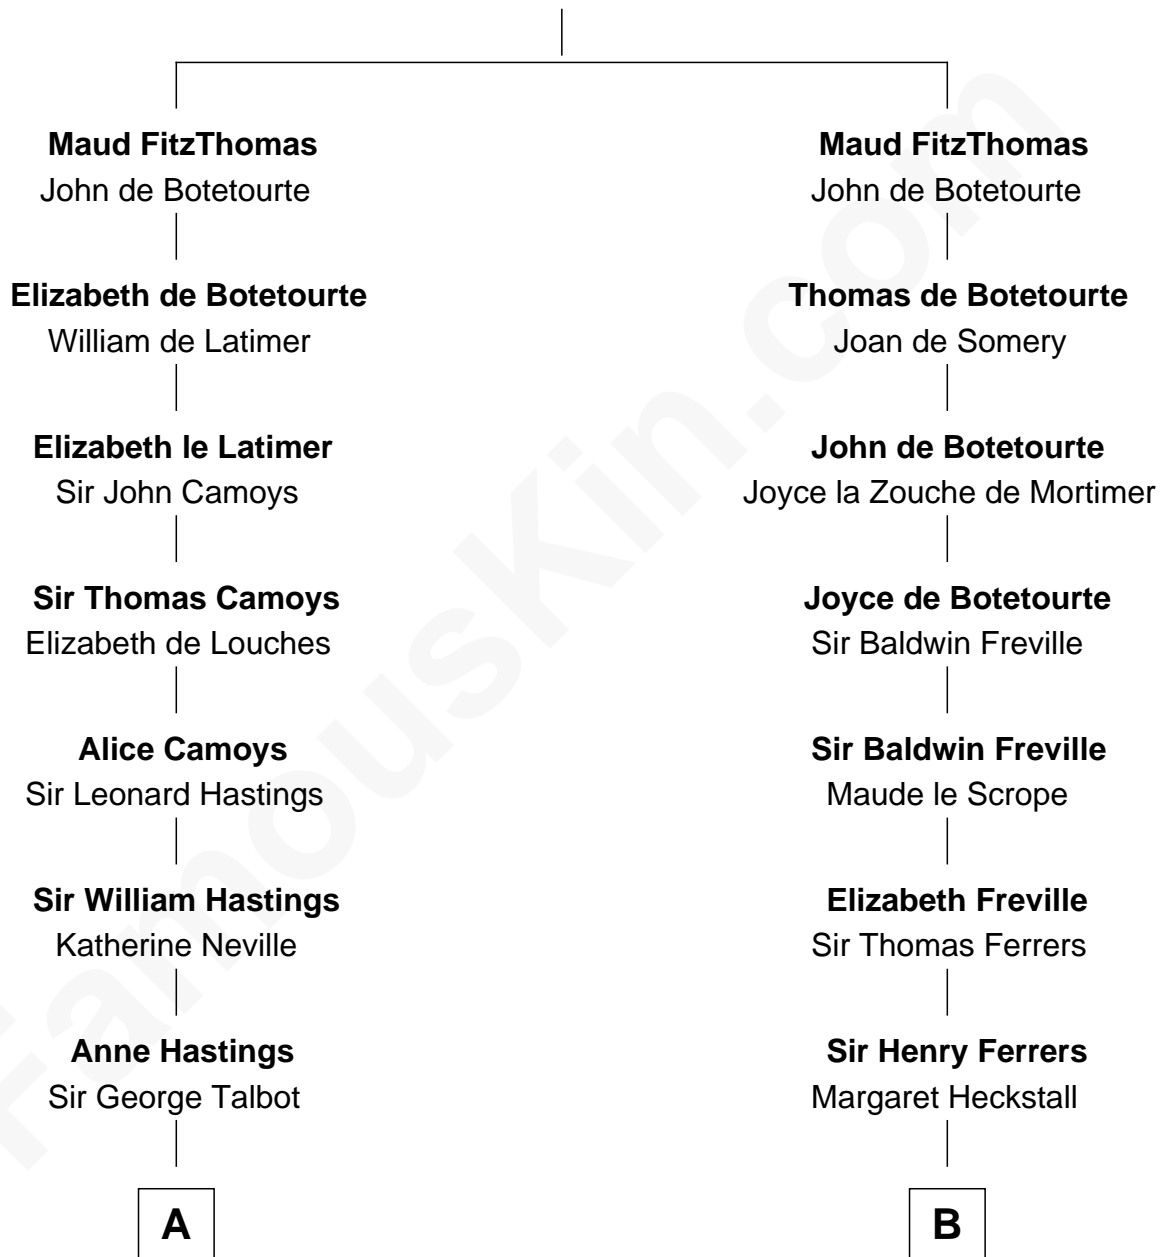 Maud FitzThomas
John de Botetourte
Elizabeth de Botetourte
William de Latimer
Elizabeth le Latimer
Sir John Camoys
Sir Thomas Camoys
Elizabeth de Louches
Alice Camoys
Sir Leonard Hastings
Sir William Hastings
Katherine Neville
Anne Hastings
Sir George Talbot
A
Maud FitzThomas
John de Botetourte
Thomas de Botetourte
Joan de Somery
John de Botetourte
Joyce la Zouche de Mortimer
Joyce de Botetourte
Sir Baldwin Freville
Sir Baldwin Freville
Maude le Scrope
Elizabeth Freville
Sir Thomas Ferrers
Sir Henry Ferrers
Margaret Heckstall
B
FamousKin.com